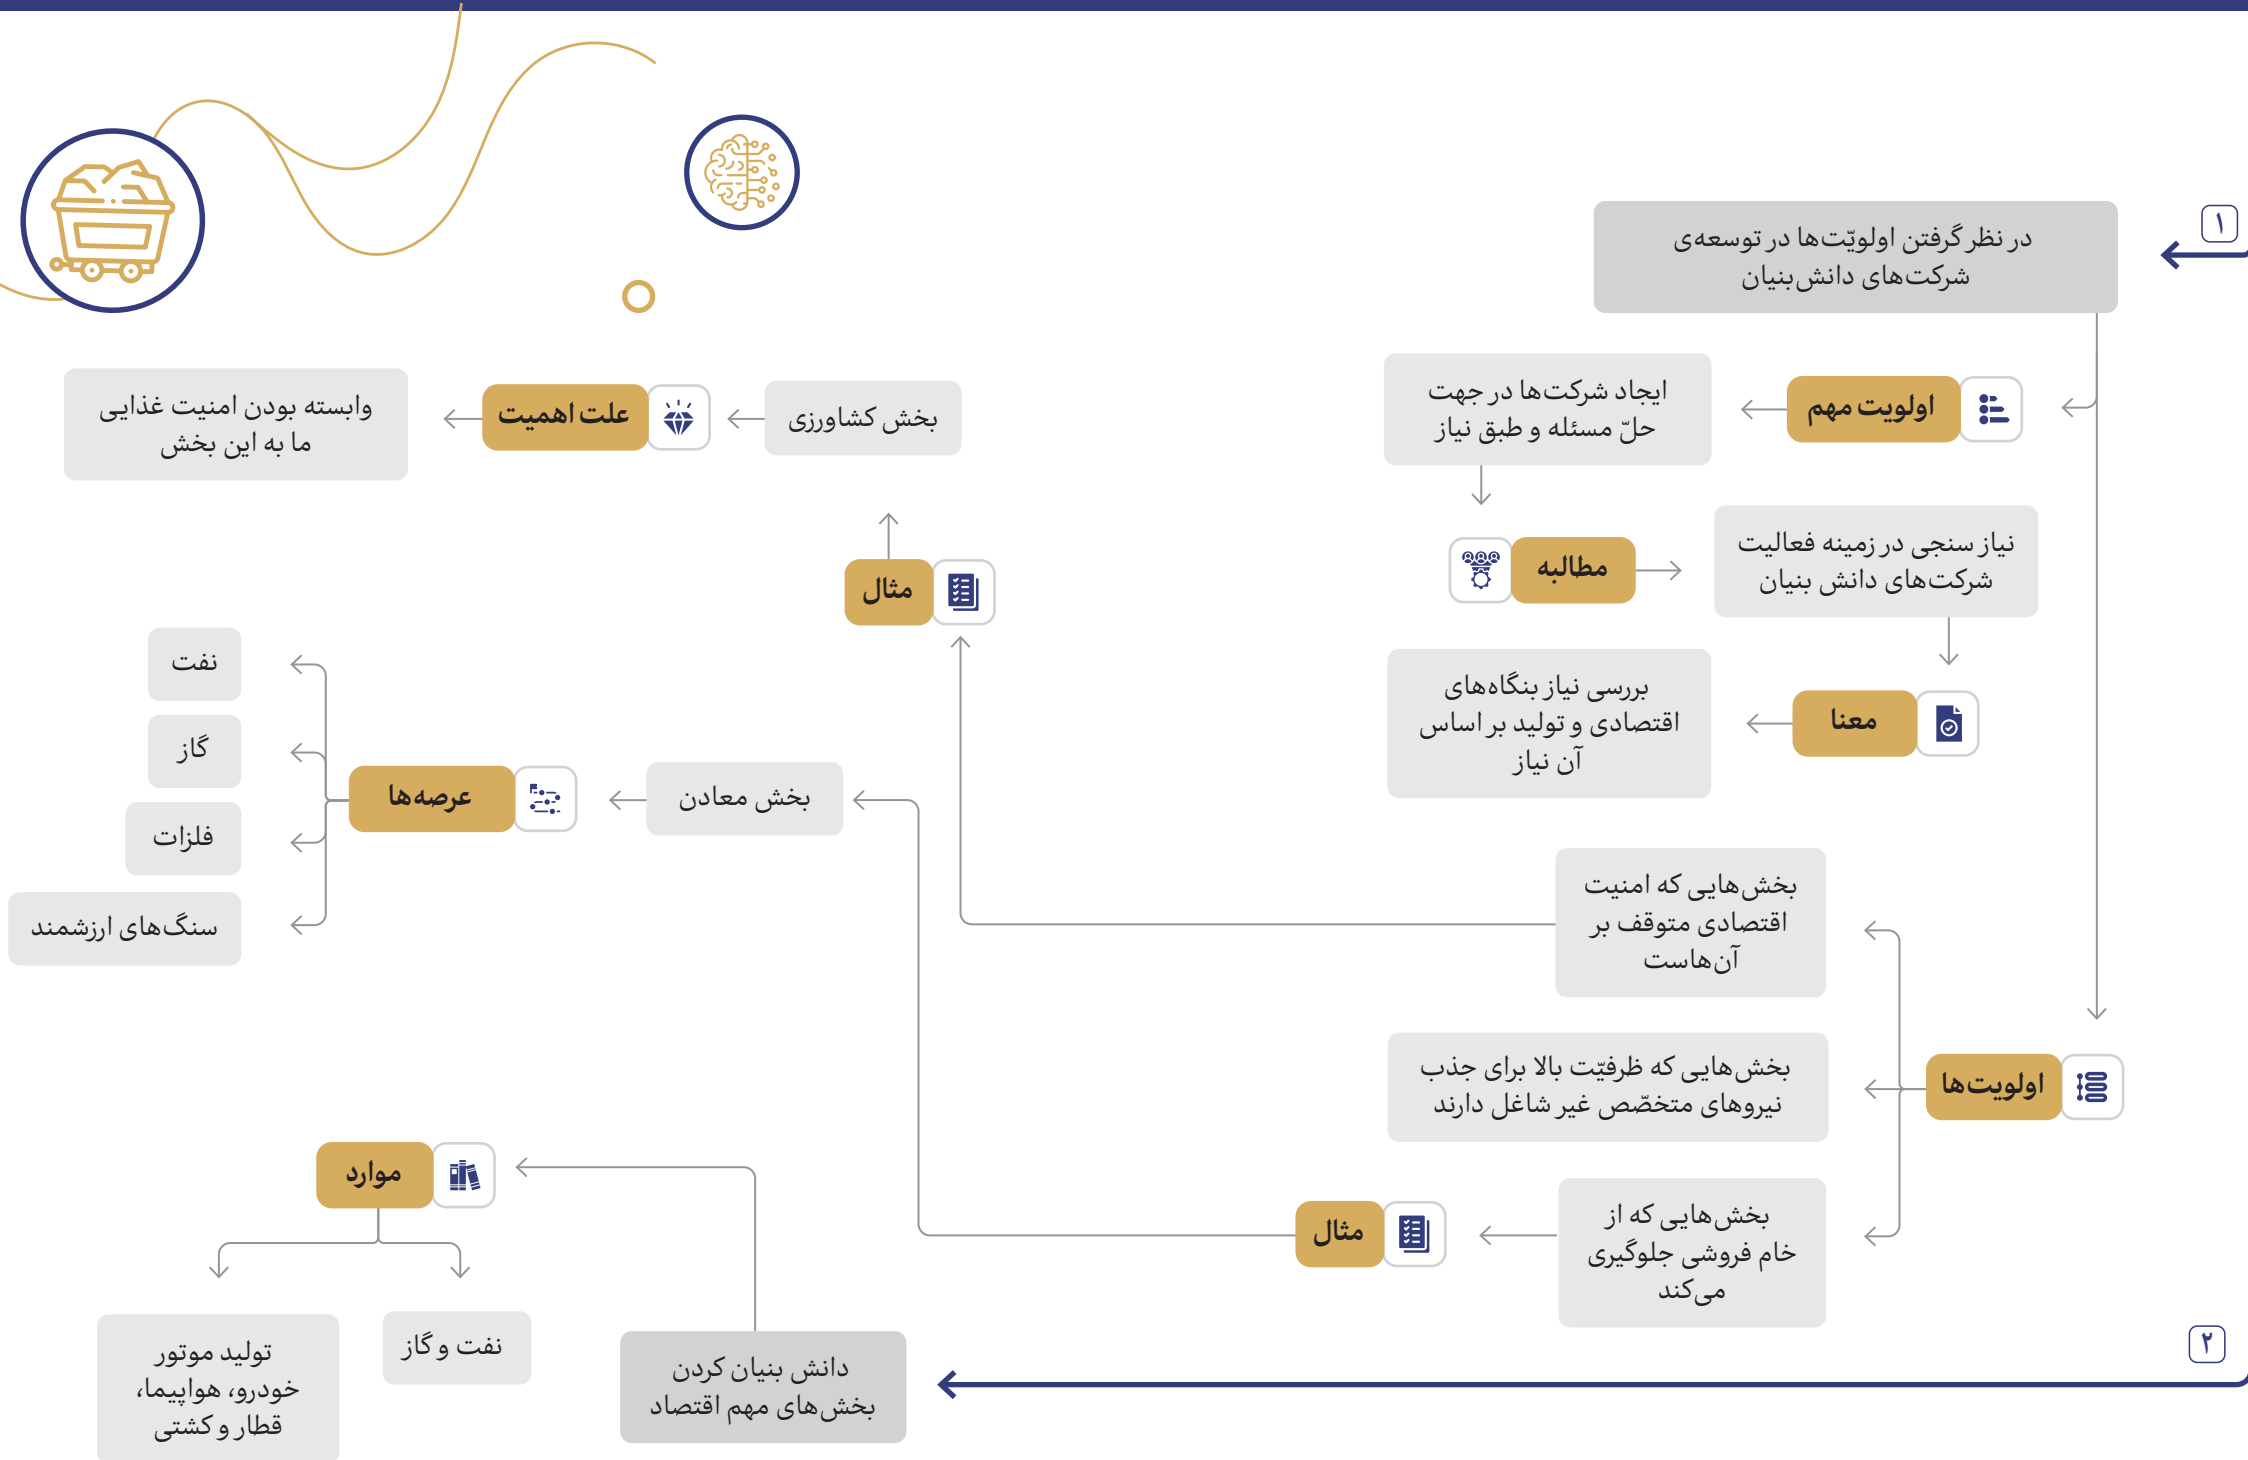 ۱
در نظر گرفتن اولویّت‌ها در توسعه‌ی
شرکت‌های دانش‌بنیان
اولویت مهم
ایجاد شرکت‌ها در جهت
حلّ مسئله و طبق نیاز
مطالبه
نیاز سنجی در زمینه فعالیت
شرکت‌های دانش بنیان
معنا
بررسی نیاز بنگاه‌های
اقتصادی و تولید بر اساس
آن نیاز
اولویت‌ها
بخش‌هایی که امنیت
اقتصادی متوقف بر
آن‌هاست
مثال
بخش کشاورزی
علت اهمیت
وابسته بودن امنیت غذایی
ما به این بخش
بخش‌هایی که ظرفیّت بالا برای جذب
نیروهای متخصّص غیر شاغل دارند
بخش‌هایی که از
خام فروشی جلوگیری
می‌کند
مثال
بخش معادن
عرصه‌ها
نفت
گاز
فلزات
سنگ‌های ارزشمند
۲
دانش بنیان کردن
بخش‌های مهم اقتصاد
موارد
نفت و گاز
تولید موتور
خودرو، هواپیما،
قطار و کشتی